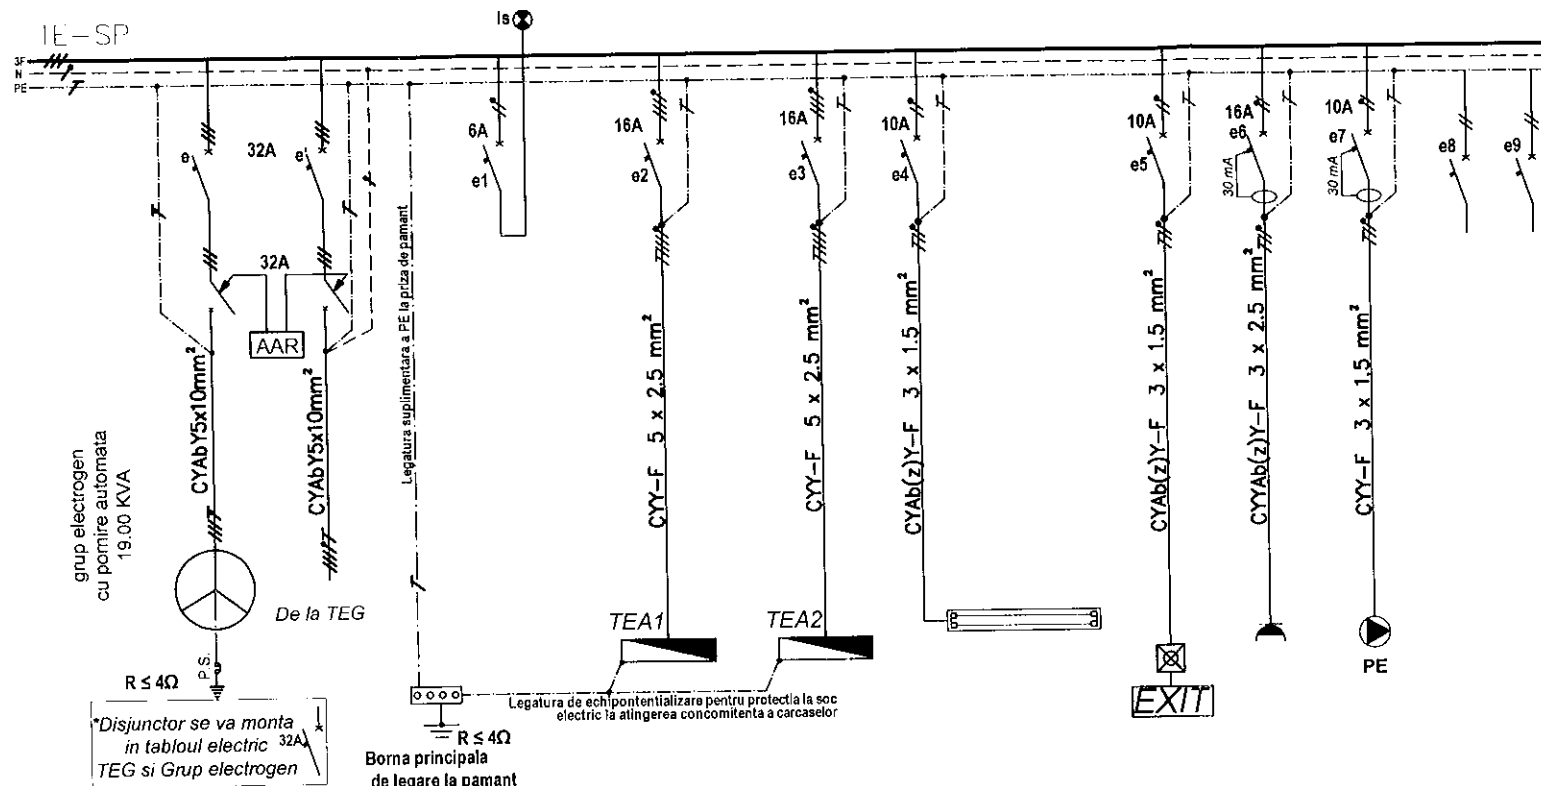 TE-SP
Is
3F
N
PE
6A
e1
16A
e2
16A
e3
10A
e4
10A
e5
16A
e6
30 mA
10A
e7
30 mA
e8
e9
e
32A
e'
32A
AAR
CYAbY5x10mm²
CYAbY5x10mm²
Legatura suplimentara a PE la priza de pamant
CYY-F 5 x 2.5 mm²
CYY-F 5 x 2.5 mm²
CYAb(z)Y-F 3 x 1.5 mm²
CYAb(z)Y-F 3 x 1.5 mm²
CYYAb(z)Y-F 3 x 2.5 mm²
CYY-F 3 x 1.5 mm²
grup electrogen
cu pornire automata
19.00 KVA
De la TEG
TEA1
TEA2
PE
EXIT
P.S.
R ≤ 4Ω
*Disjunctor se va monta
in tabloul electric
TEG si Grup electrogen
32A
Legatura de echipontentializare pentru protectia la soc
electric la atingerea concomitenta a carcaselor
R ≤ 4Ω
Borna principala
de legare la pamant